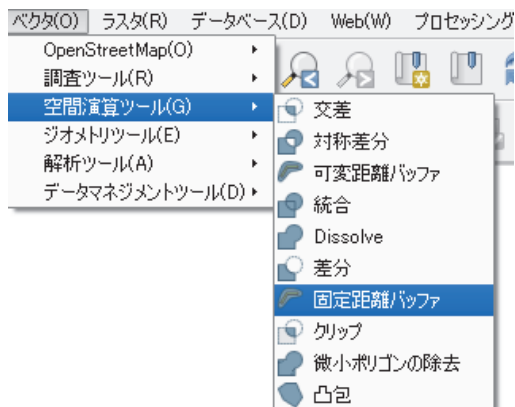 ベクタ(O) ラスタ(R) データベース(D) Web(W) プロセッシング
OpenStreetMap(O)
調査ツール(R)
空間演算ツール(G)
ジオメトリツール(E)
解析ツール(A)
データマネジメントツール(D)
交差
対称差分
可変距離バッファ
統合
Dissolve
差分
固定距離バッファ
クリップ
微小ポリゴンの除去
凸包